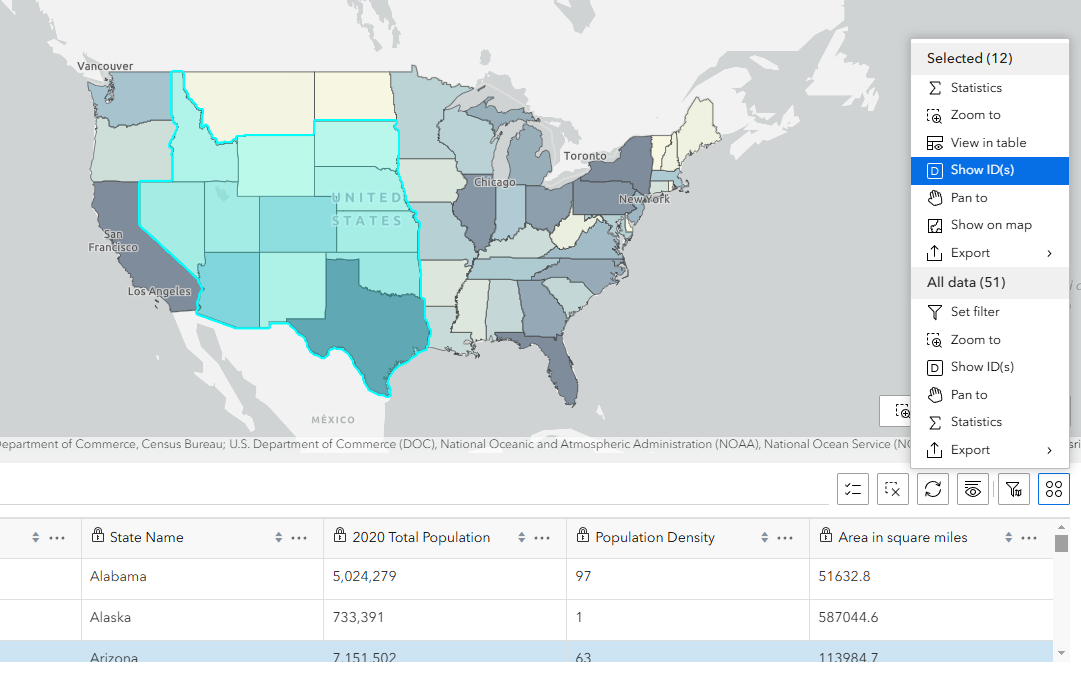 Vancouver
Toronto
Chicago
New York
UNITED
STATES
San
Francisco
Los Angeles
MÉXICO
Selected (12)
Statistics
Zoom to
View in table
D Show ID(s)
Pan to
Show on map
Export
All data (51)
Set filter
Zoom to
D Show ID(s)
Pan to
Statistics
Export
Department of Commerce, Census Bureau; U.S. Department of Commerce (DOC), National Oceanic and Atmospheric Administration (NOAA), National Ocean Service
State Name 2020 Total Population Population Density Area in square miles
Alabama 5,024,279 97 51632.8
Alaska 733,391 1 587044.6
Arizona 7,151,502 63 113984.7